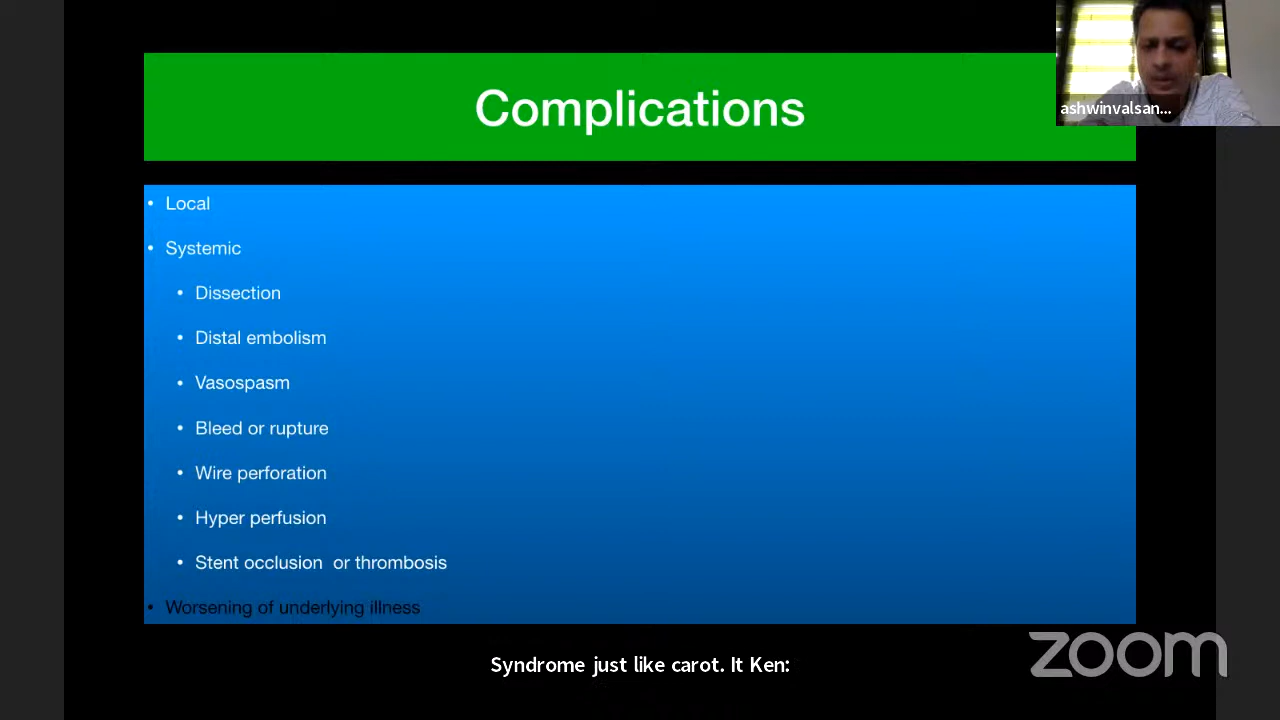 Complications
ashwinvalsan...
• Local
• Systemic
• Dissection
• Distal embolism
• Vasospasm
• Bleed or rupture
• Wire perforation
• Hyper perfusion
• Stent occlusion or thrombosis
• Worsening of underlying illness
Syndrome just like carot. It Ken:
zoom